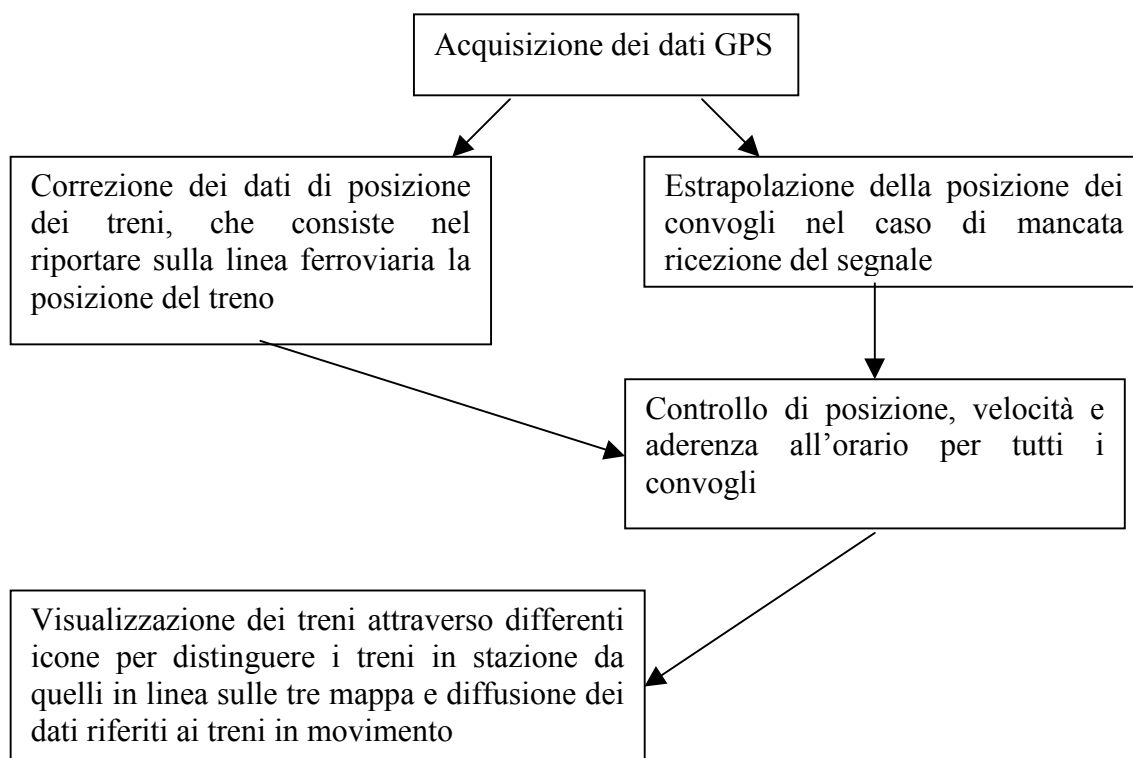 Acquisizione dei dati GPS
Correzione dei dati di posizione
dei treni, che consiste nel
riportare sulla linea ferroviaria la
posizione del treno
Estrapolazione della posizione dei
convogli nel caso di mancata
ricezione del segnale
Controllo di posizione, velocità e
aderenza all’orario per tutti i
convogli
Visualizzazione dei treni attraverso differenti
icone per distinguere i treni in stazione da
quelli in linea sulle tre mappa e diffusione dei
dati riferiti ai treni in movimento